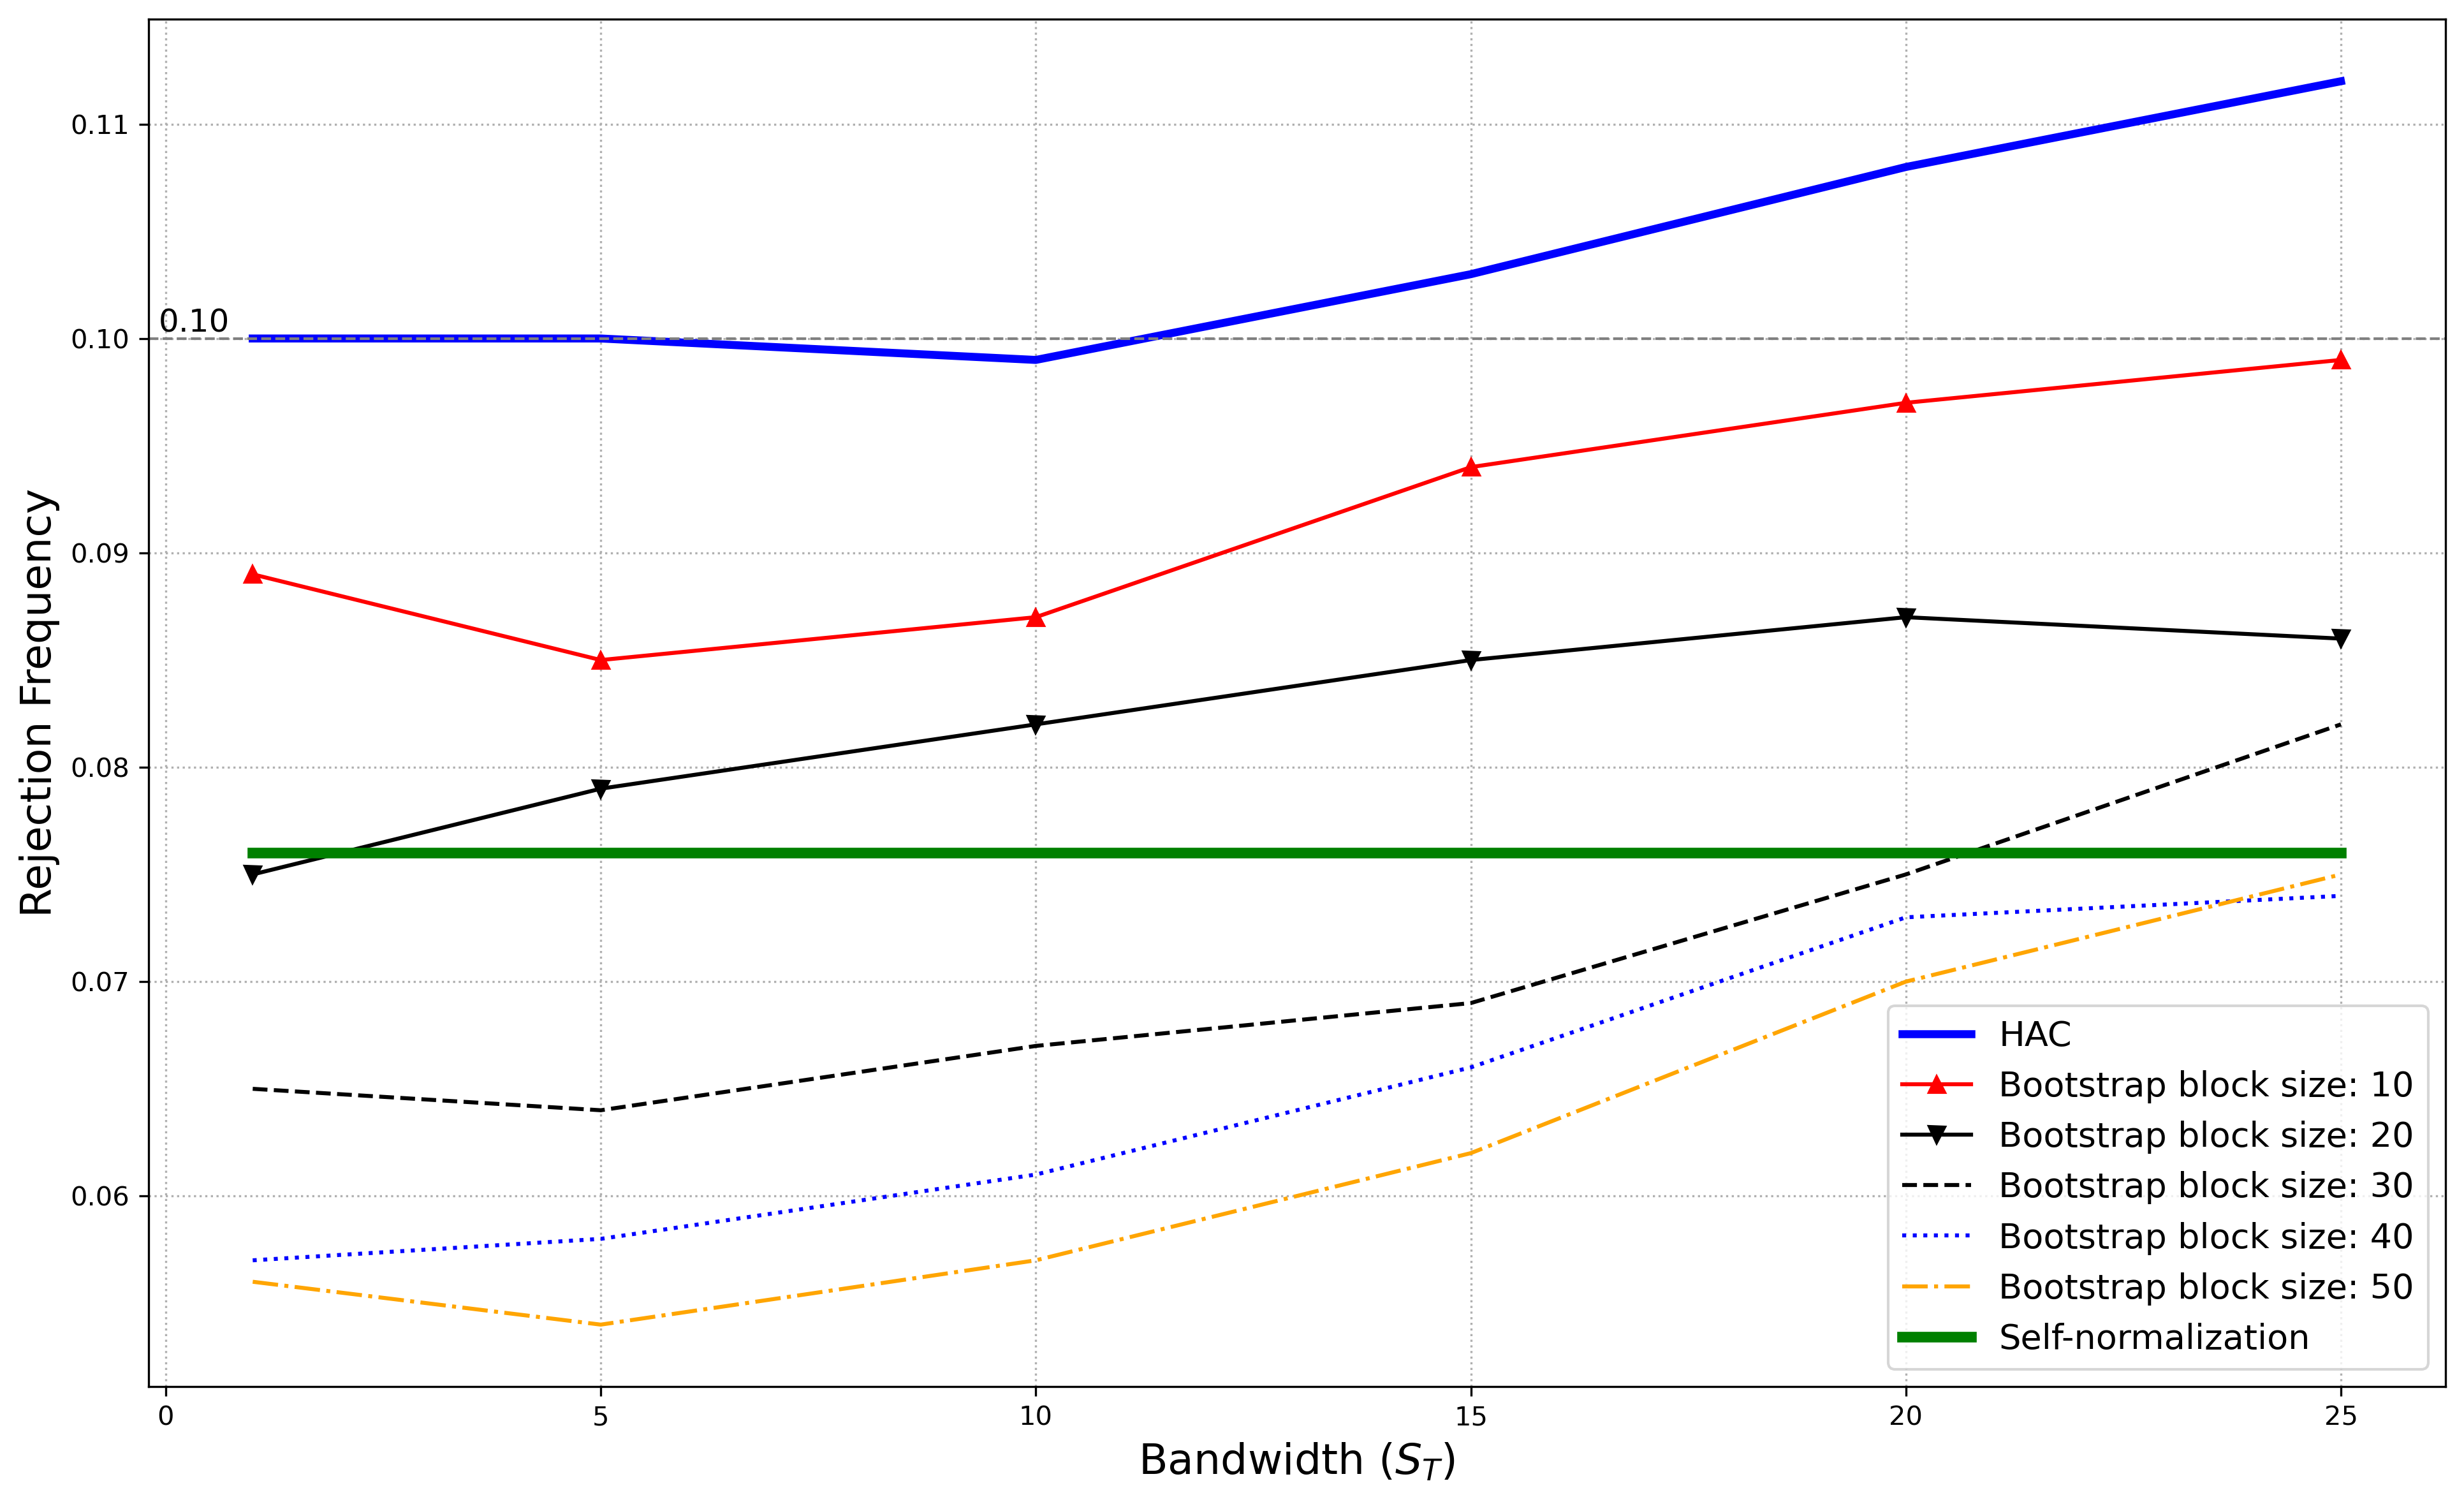 0.11
0.10
0.10
0.09
0.08
0.07
0.06
Rejection Frequency
0
5
10
15
20
25
Bandwidth (S_T)
HAC
Bootstrap block size: 10
Bootstrap block size: 20
Bootstrap block size: 30
Bootstrap block size: 40
Bootstrap block size: 50
Self-normalization